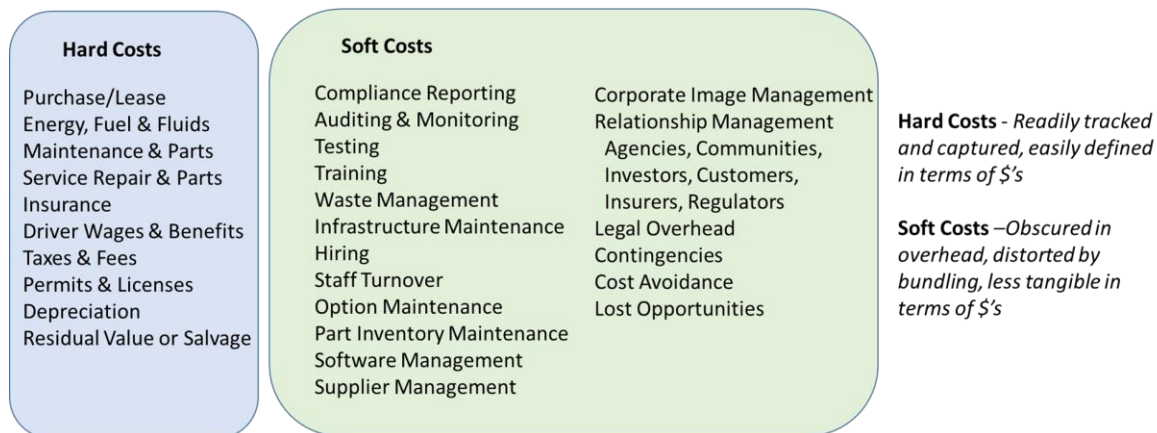 Hard Costs
Purchase/Lease
Energy, Fuel & Fluids
Maintenance & Parts
Service Repair & Parts
Insurance
Driver Wages & Benefits
Taxes & Fees
Permits & Licenses
Depreciation
Residual Value or Salvage
Soft Costs
Compliance Reporting
Auditing & Monitoring
Testing
Training
Waste Management
Infrastructure Maintenance
Hiring
Staff Turnover
Option Maintenance
Part Inventory Maintenance
Software Management
Supplier Management
Corporate Image Management
Relationship Management
Agencies, Communities,
Investors, Customers,
Insurers, Regulators
Legal Overhead
Contingencies
Cost Avoidance
Lost Opportunities
Hard Costs - Readily tracked
and captured, easily defined
in terms of $'s
Soft Costs –Obscured in
overhead, distorted by
bundling, less tangible in
terms of $'s